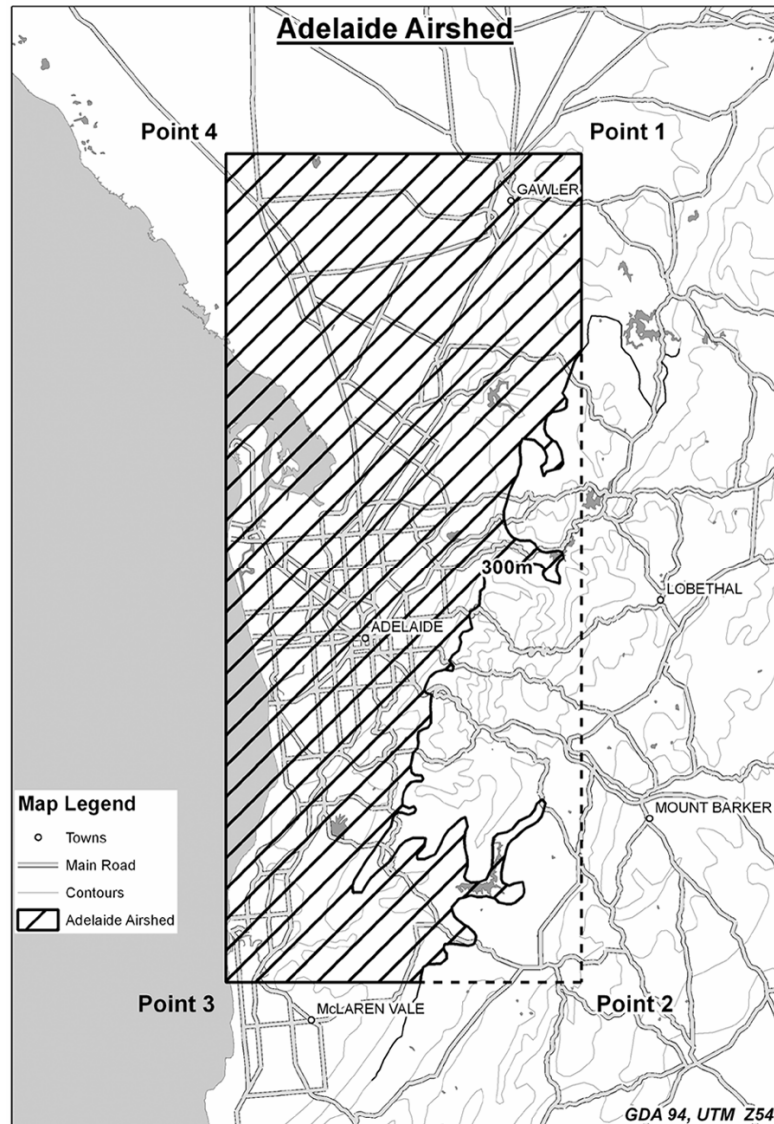 Adelaide Airshed
Point 4
Point 1
GAWLER
300m
LOBETHAL
ADELAIDE
Map Legend
Towns
Main Road
Contours
Adelaide Airshed
MOUNT BARKER
Point 3
Point 2
McLAREN VALE
GDA 94, UTM Z54